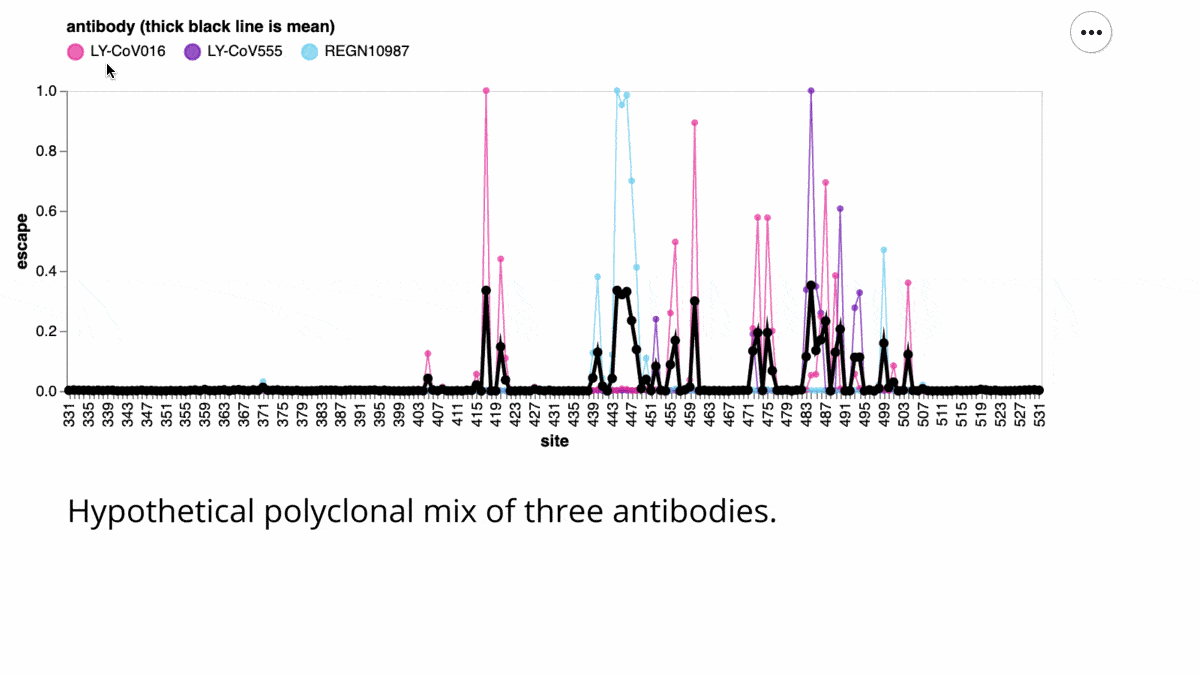 antibody (thick black line is mean)
LY-CoV016 LY-CoV555 REGN10987
1.0
0.8
0.6
0.4
0.2
0.0
escape
331 335 339 343 347 351 355 359 363 367 371 375 379 383 387 391 395 399 403 407 411 415 419 423 427 431 435 439 443 447 451 455 459 463 467 471 475 479 483 487 491 495 499 503 507 511 515 519 523 527 531
site
Hypothetical polyclonal mix of three antibodies.